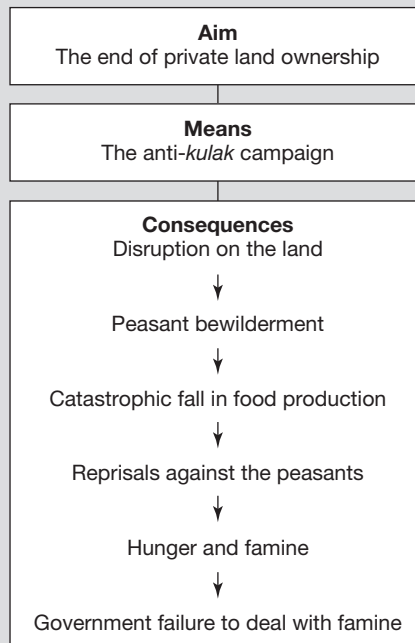 Aim
The end of private land ownership
Means
The anti-kulak campaign
Consequences
Disruption on the land
Peasant bewilderment
Catastrophic fall in food production
Reprisals against the peasants
Hunger and famine
Government failure to deal with famine